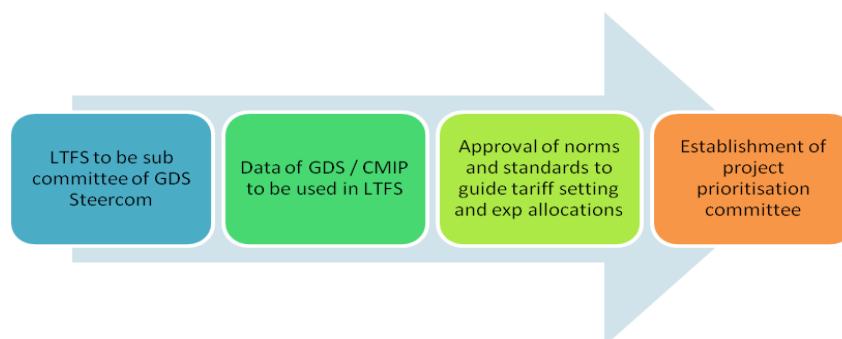 LTFS to be sub
committee of GDS
Steercom
Data of GDS / CMIP
to be used in LTFS
Approval of norms
and standards to
guide tariff setting
and exp allocations
Establishment of
project
prioritisation
committee